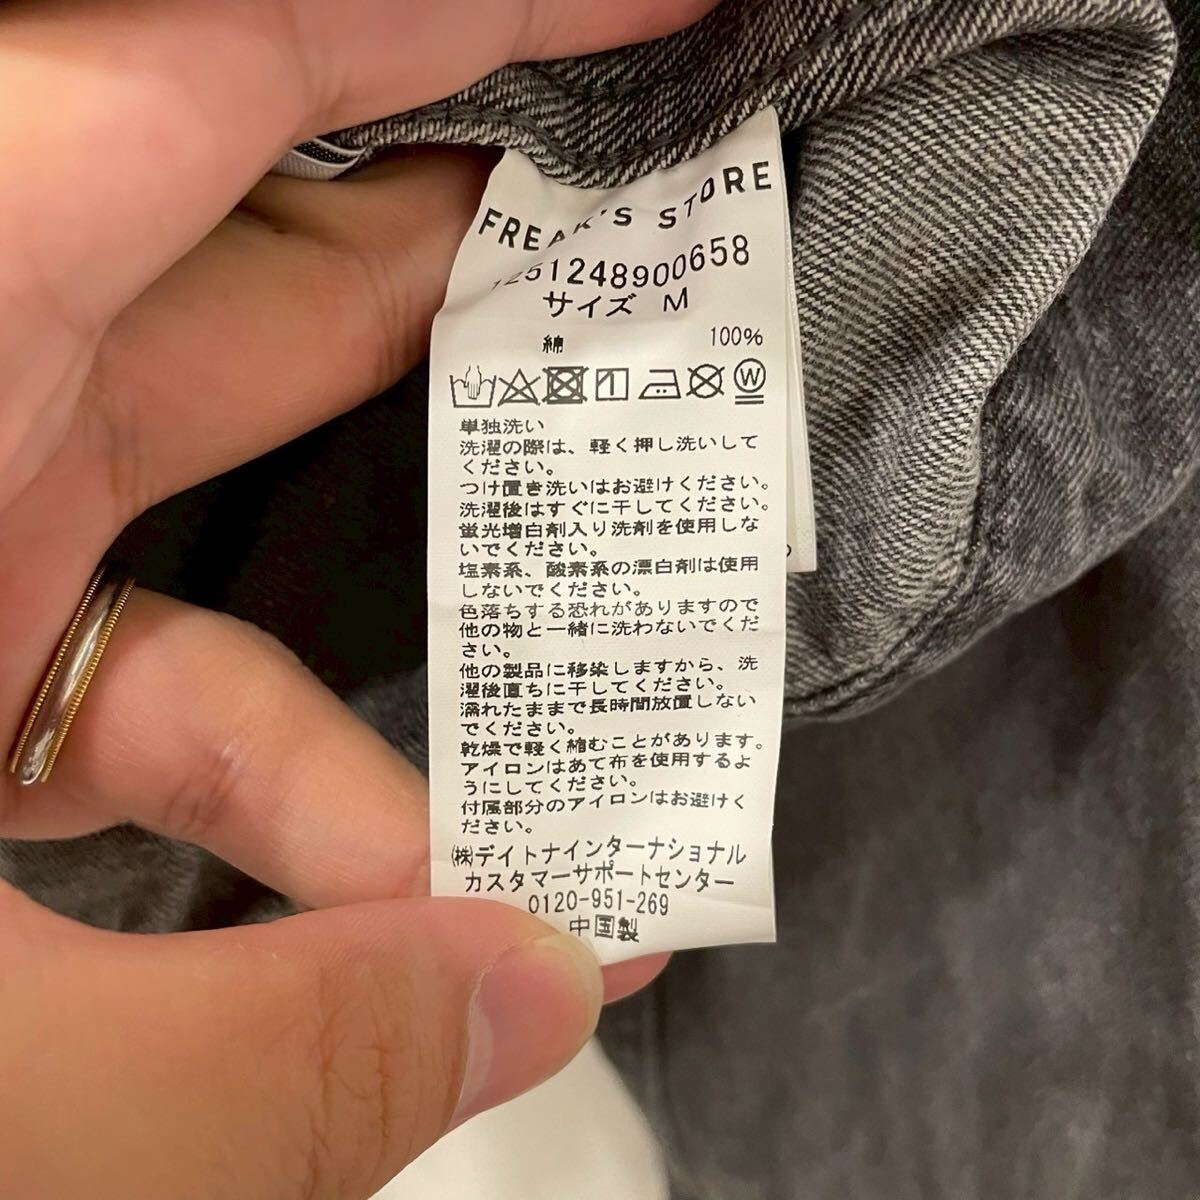 FREAK'S STORE
1251248900658
サイズ M
綿 100%
単独洗い
洗濯の際は、軽く押し洗いして
ください。
つけ置き洗いはお避けください。
洗濯後はすぐに干してください。
蛍光増白剤入り洗剤を使用しな
いでください。
塩素系、酸素系の漂白剤は使用
しないでください。
色落ちする恐れがありますので
他の物と一緒に洗わないでくだ
さい。
他の製品に移染しますから、洗
濯後直ちに干してください。
濡れたままで長時間放置しない
でください。
乾燥で軽く縮むことがあります。
アイロンはあて布を使用するよ
うにしてください。
付属部分のアイロンはお避けく
ださい。
㈱デイトナインターナショナル
カスタマーサポートセンター
0120-951-269
中国製